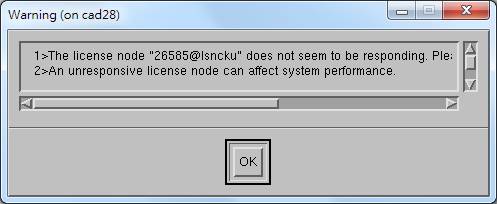 Warning (on cad28)
1>The license node "26585@lsncku" does not seem to be responding. Plea
2>An unresponsive license node can affect system performance.
OK